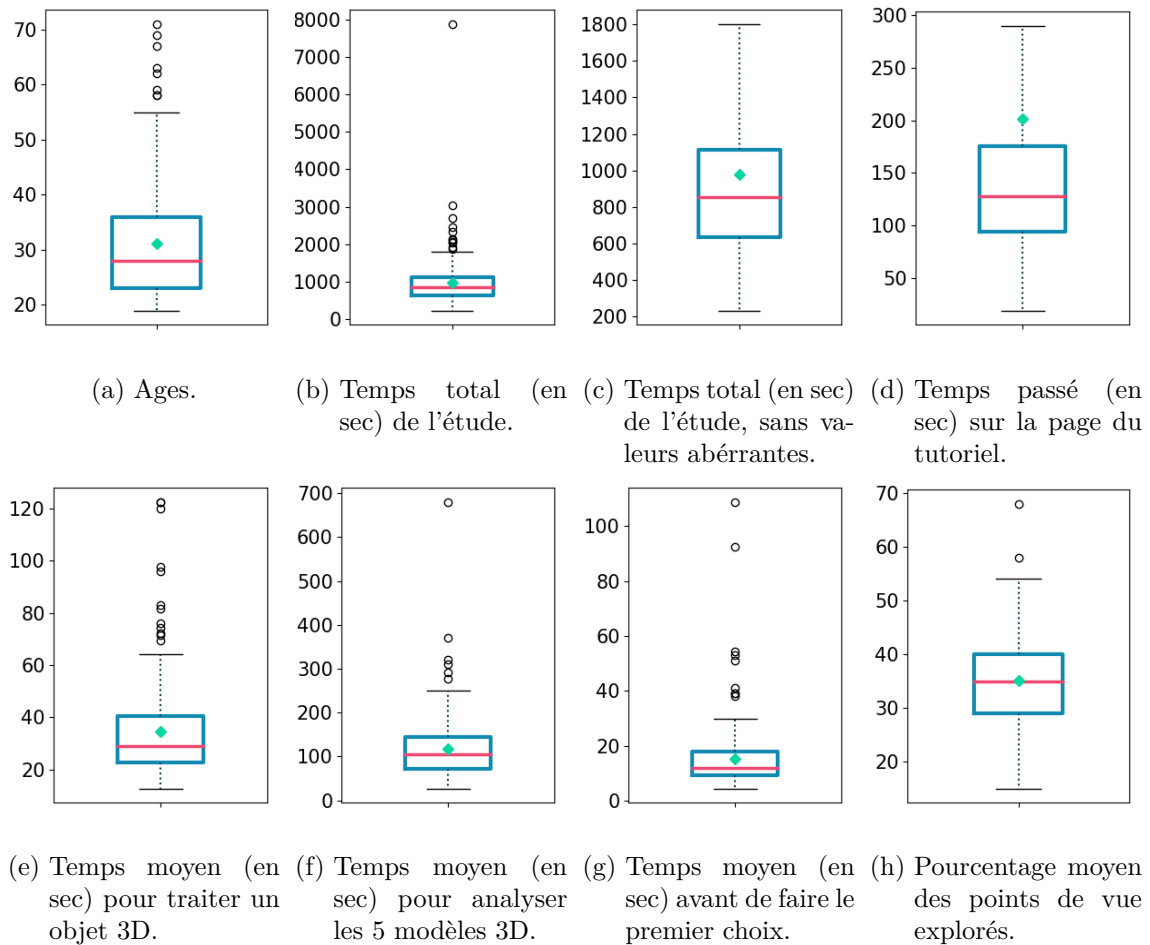 70
60
50
40
30
20
8000
7000
6000
5000
4000
3000
2000
1000
0
1800
1600
1400
1200
1000
800
600
400
200
300
250
200
150
100
50
(a) Ages.
(b) Temps total (en
sec) de l'étude.
(c) Temps total (en sec)
de l'étude, sans va-
leurs abérrantes.
(d) Temps passé (en
sec) sur la page du
tutoriel.
120
100
80
60
40
20
700
600
500
400
300
200
100
0
100
80
60
40
20
0
70
60
50
40
30
20
(e) Temps moyen (en
sec) pour traiter un
objet 3D.
(f) Temps moyen (en
sec) pour analyser
les 5 modèles 3D.
(g) Temps moyen (en
sec) avant de faire le
premier choix.
(h) Pourcentage moyen
des points de vue
explorés.